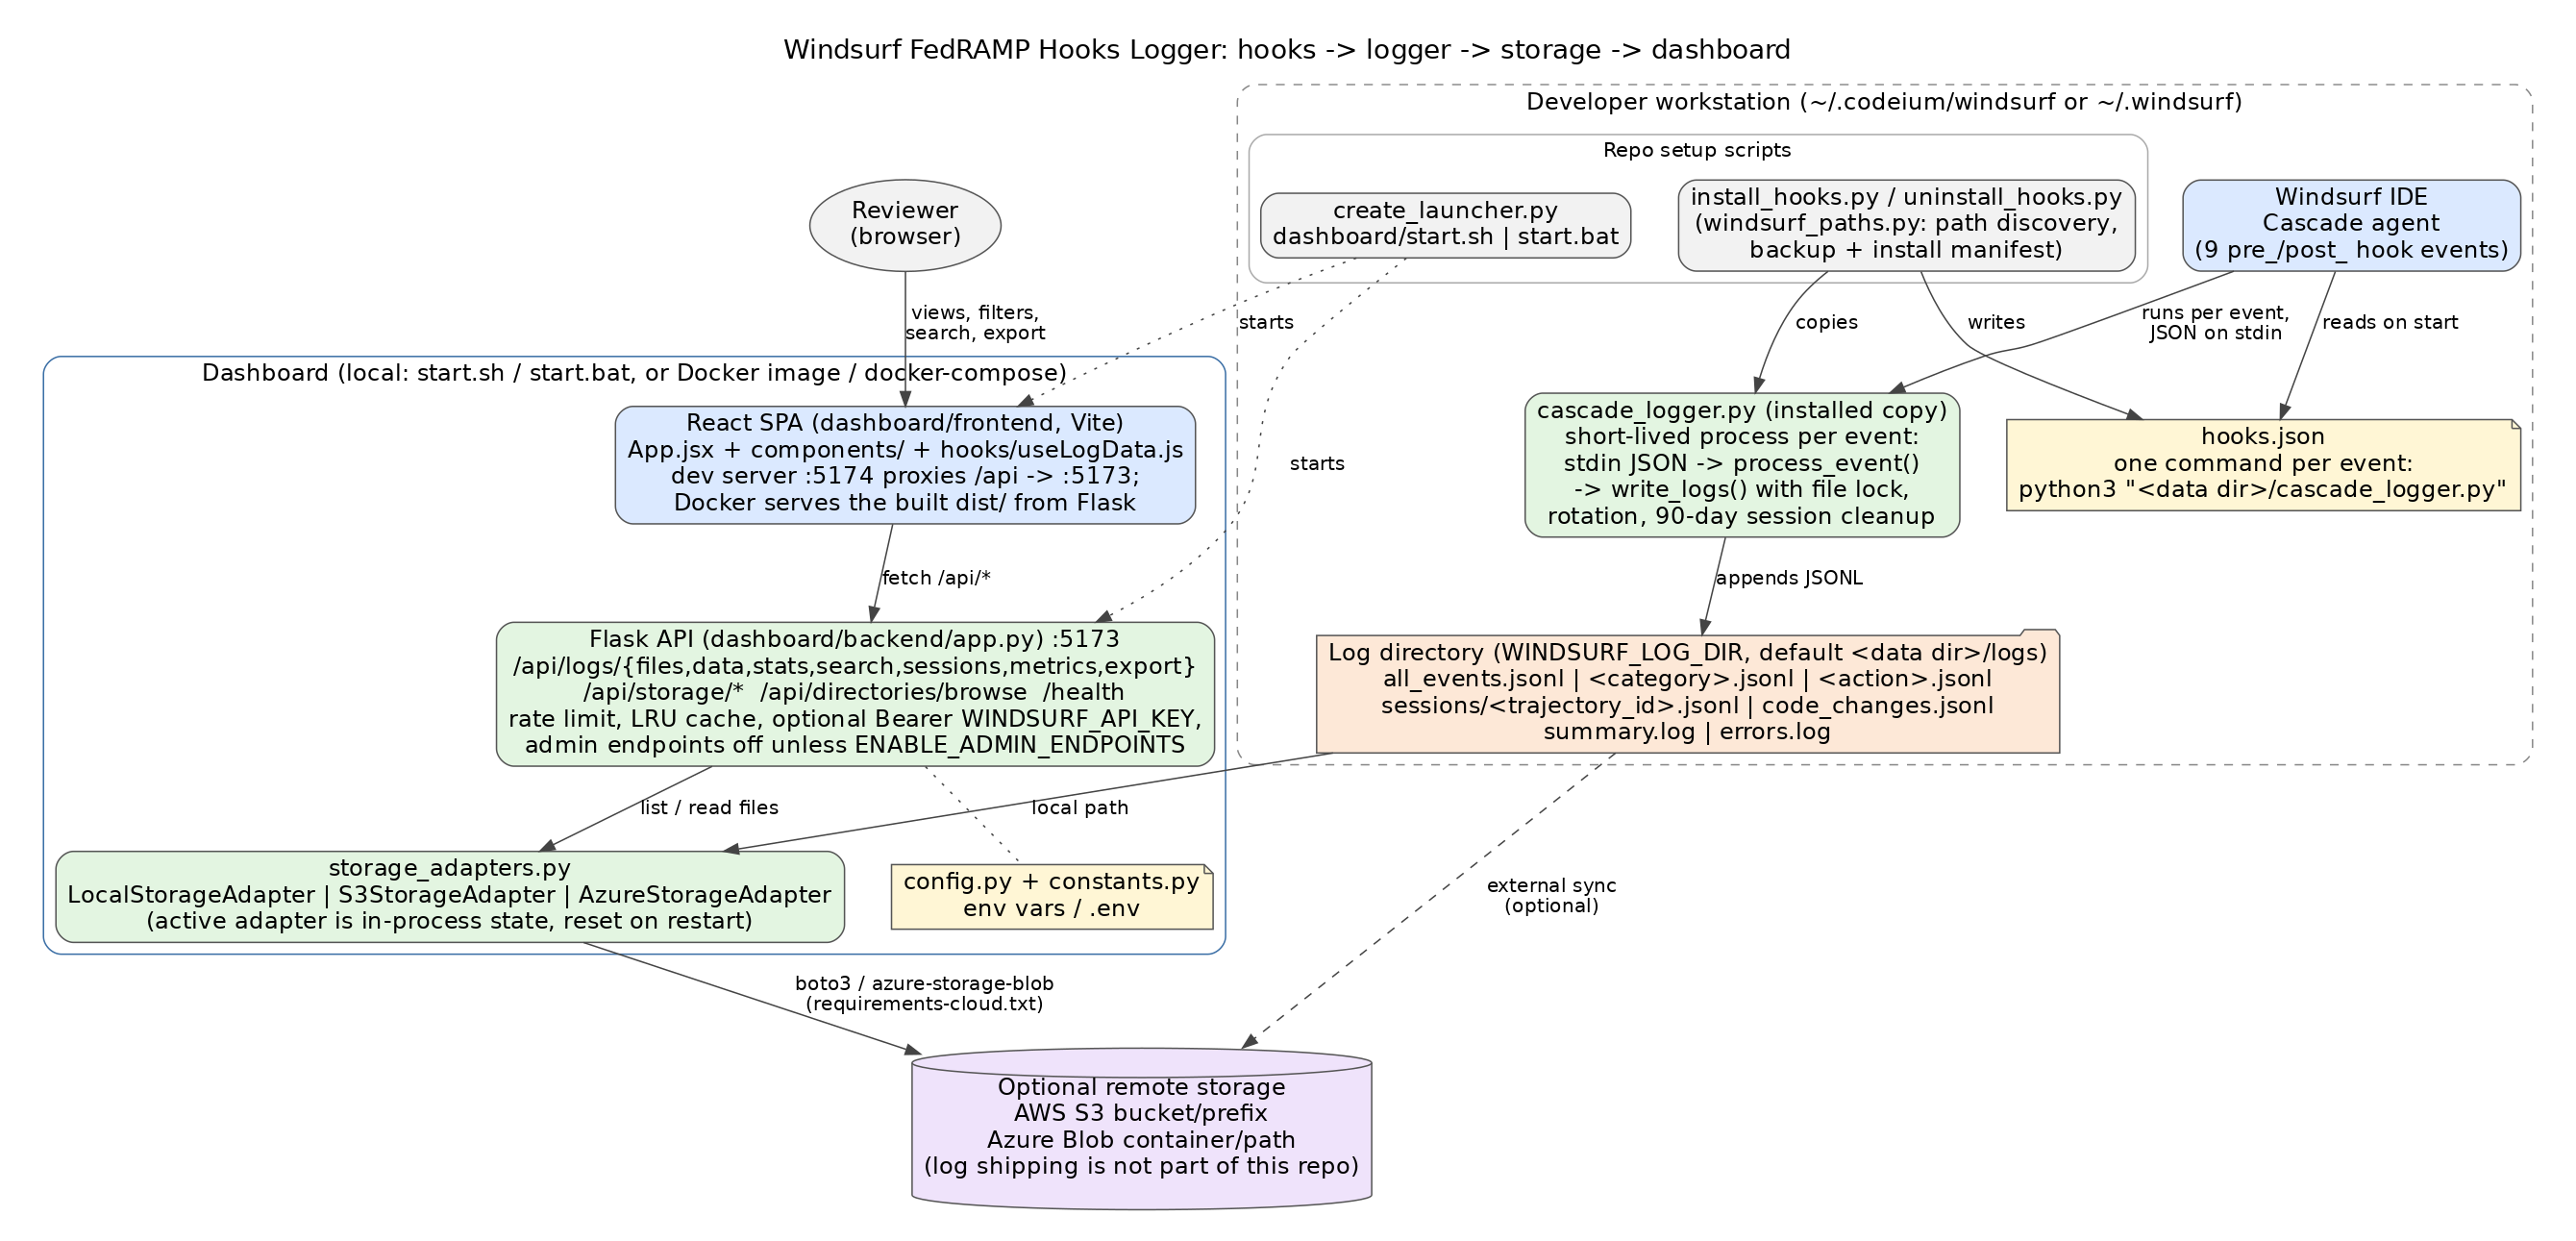 Windsurf FedRAMP Hooks Logger: hooks -> logger -> storage -> dashboard
Developer workstation (~/.codeium/windsurf or ~/.windsurf)
Repo setup scripts
Reviewer
(browser)
create_launcher.py
dashboard/start.sh | start.bat
install_hooks.py / uninstall_hooks.py
(windsurf_paths.py: path discovery,
backup + install manifest)
Windsurf IDE
Cascade agent
(9 pre_/post_ hook events)
views, filters,
search, export
starts
copies
writes
runs per event,
JSON on stdin
reads on start
Dashboard (local: start.sh / start.bat, or Docker image / docker-compose)
React SPA (dashboard/frontend, Vite)
App.jsx + components/ + hooks/useLogData.js
dev server :5174 proxies /api -> :5173;
Docker serves the built dist/ from Flask
starts
cascade_logger.py (installed copy)
short-lived process per event:
stdin JSON -> process_event()
-> write_logs() with file lock,
rotation, 90-day session cleanup
hooks.json
one command per event:
python3 "<data dir>/cascade_logger.py"
fetch /api/*
appends JSONL
Flask API (dashboard/backend/app.py) :5173
/api/logs/{files,data,stats,search,sessions,metrics,export}
/api/storage/*  /api/directories/browse  /health
rate limit, LRU cache, optional Bearer WINDSURF_API_KEY,
admin endpoints off unless ENABLE_ADMIN_ENDPOINTS
Log directory (WINDSURF_LOG_DIR, default <data dir>/logs)
all_events.jsonl | <category>.jsonl | <action>.jsonl
sessions/<trajectory_id>.jsonl | code_changes.jsonl
summary.log | errors.log
list / read files
local path
storage_adapters.py
LocalStorageAdapter | S3StorageAdapter | AzureStorageAdapter
(active adapter is in-process state, reset on restart)
config.py + constants.py
env vars / .env
external sync
(optional)
boto3 / azure-storage-blob
(requirements-cloud.txt)
Optional remote storage
AWS S3 bucket/prefix
Azure Blob container/path
(log shipping is not part of this repo)